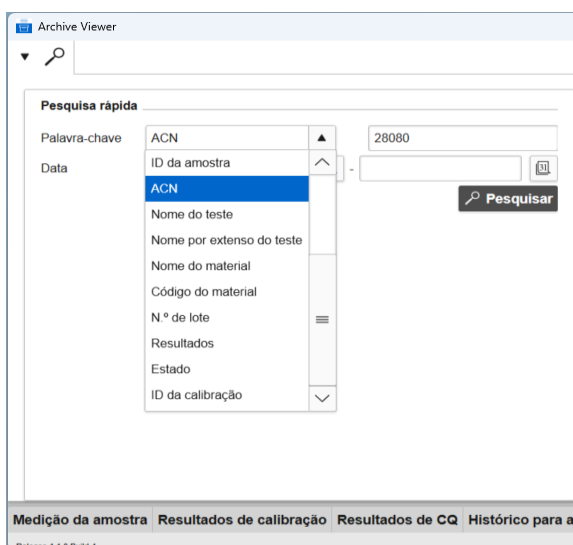 Archive Viewer
Pesquisa rápida
Palavra-chave ACN 28080
Data - 31
ID da amostra
ACN
Nome do teste
Nome por extenso do teste
Nome do material
Código do material
N.º de lote
Resultados
Estado
ID da calibração
Pesquisar
Medição da amostra Resultados de calibração Resultados de CQ Histórico para a